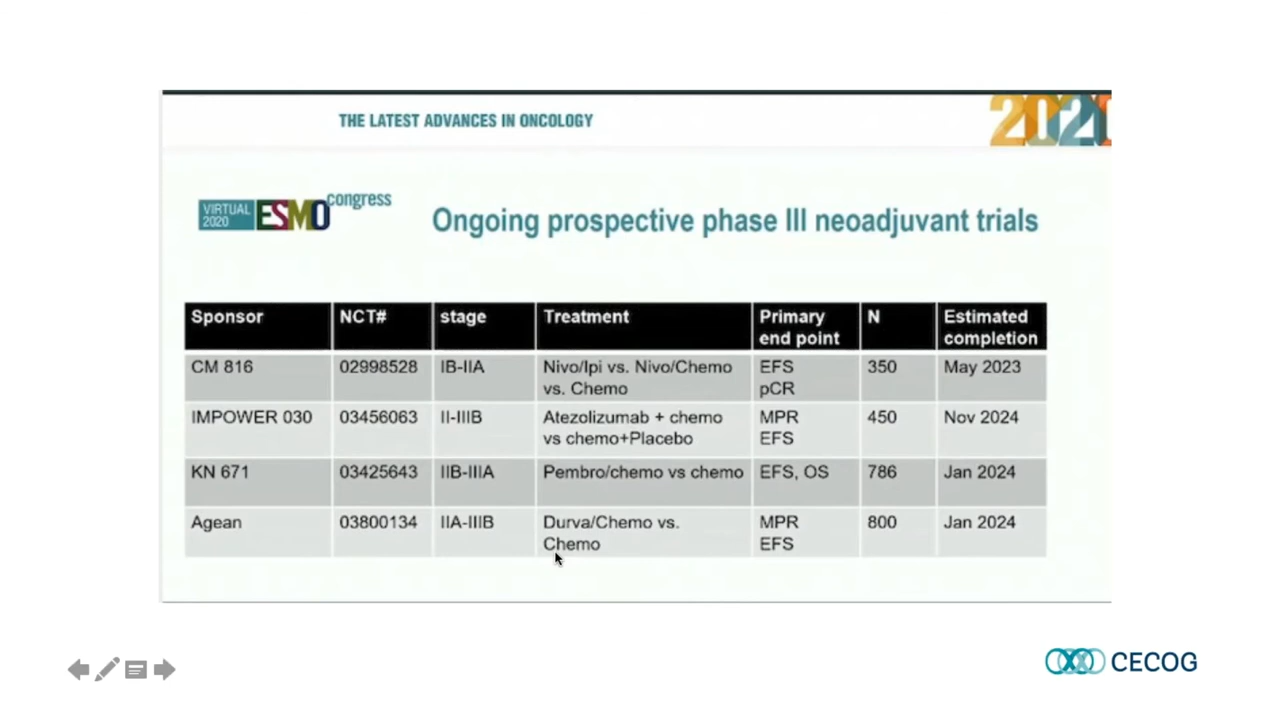 THE LATEST ADVANCES IN ONCOLOGY
2020
VIRTUAL
2020
ESMO congress
Ongoing prospective phase III neoadjuvant trials
Sponsor NCT# stage Treatment Primary end point N Estimated completion
CM 816 02998528 IB-IIA Nivo/Ipi vs. Nivo/Chemo vs. Chemo EFS pCR 350 May 2023
IMPOWER 030 03456063 II-IIIB Atezolizumab + chemo vs chemo+Placebo MPR EFS 450 Nov 2024
KN 671 03425643 IIB-IIIA Pembro/chemo vs chemo EFS, OS 786 Jan 2024
Agean 03800134 IIA-IIIB Durva/Chemo vs. Chemo MPR EFS 800 Jan 2024
CECOG